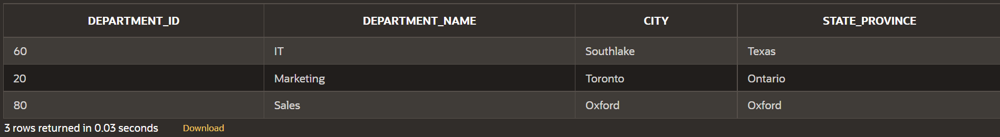 DEPARTMENT_ID DEPARTMENT_NAME CITY STATE_PROVINCE
60 IT Southlake Texas
20 Marketing Toronto Ontario
80 Sales Oxford Oxford
3 rows returned in 0.03 seconds Download